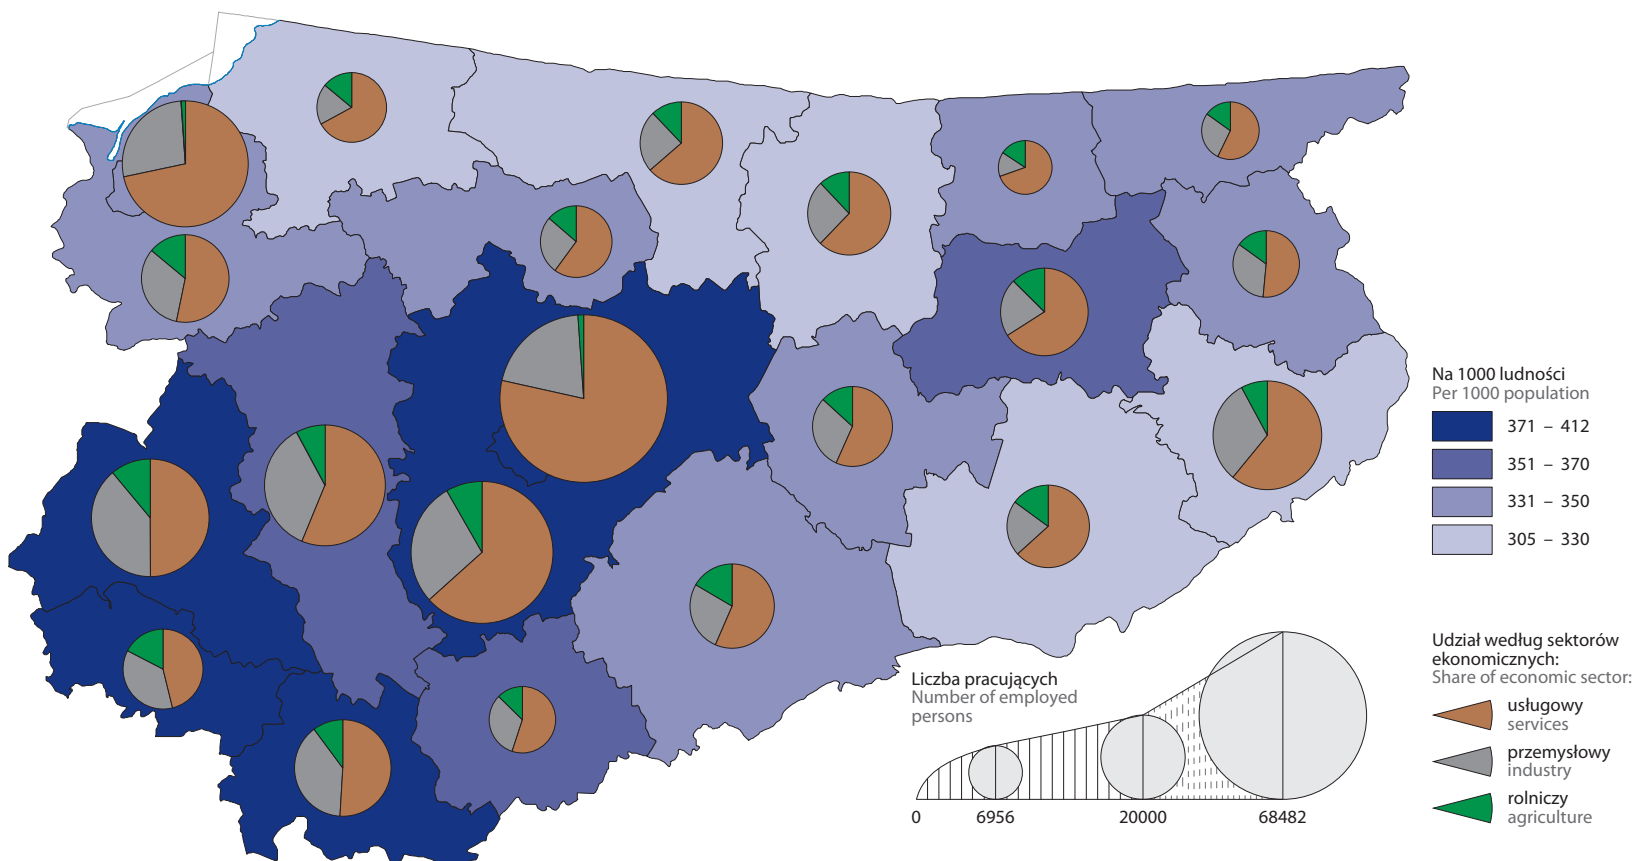 Na 1000 ludności
Per 1000 population
371 – 412
351 – 370
331 – 350
305 – 330
Liczba pracujących
Number of employed
persons
0 6956 20000 68482
Udział według sektorów
ekonomicznych:
Share of economic sector:
usługowy
services
przemysłowy
industry
rolniczy
agriculture